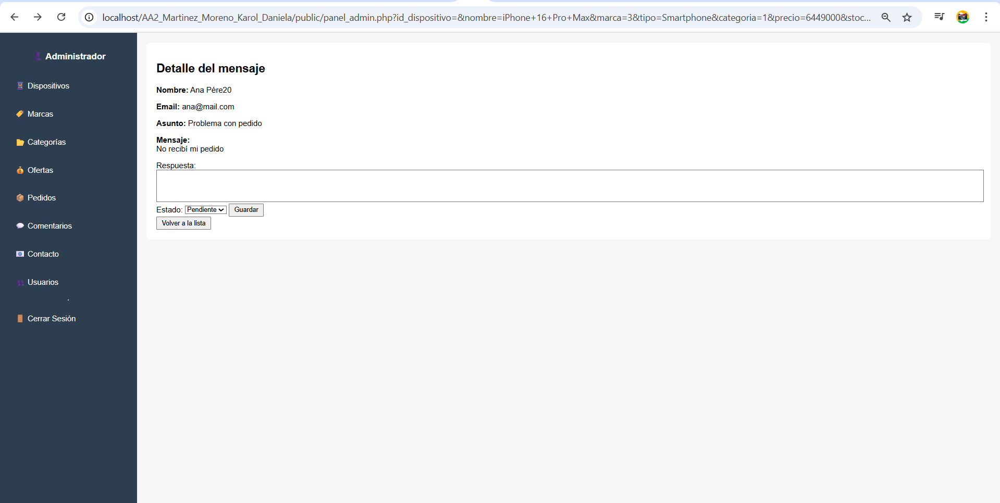 localhost/AA2_Martinez_Moreno_Karol_Daniela/public/panel_admin.php?id_dispositivo=&nombre=iPhone+16+Pro+Max&marca=3&tipo=Smartphone&categoria=1&precio=6449000&stoc...
Administrador
Dispositivos
Marcas
Categorías
Ofertas
Pedidos
Comentarios
Contacto
Usuarios
.
Cerrar Sesión
Detalle del mensaje
Nombre: Ana Pére20
Email: ana@mail.com
Asunto: Problema con pedido
Mensaje:
No recibí mi pedido
Respuesta:
Estado: Pendiente Guardar
Volver a la lista